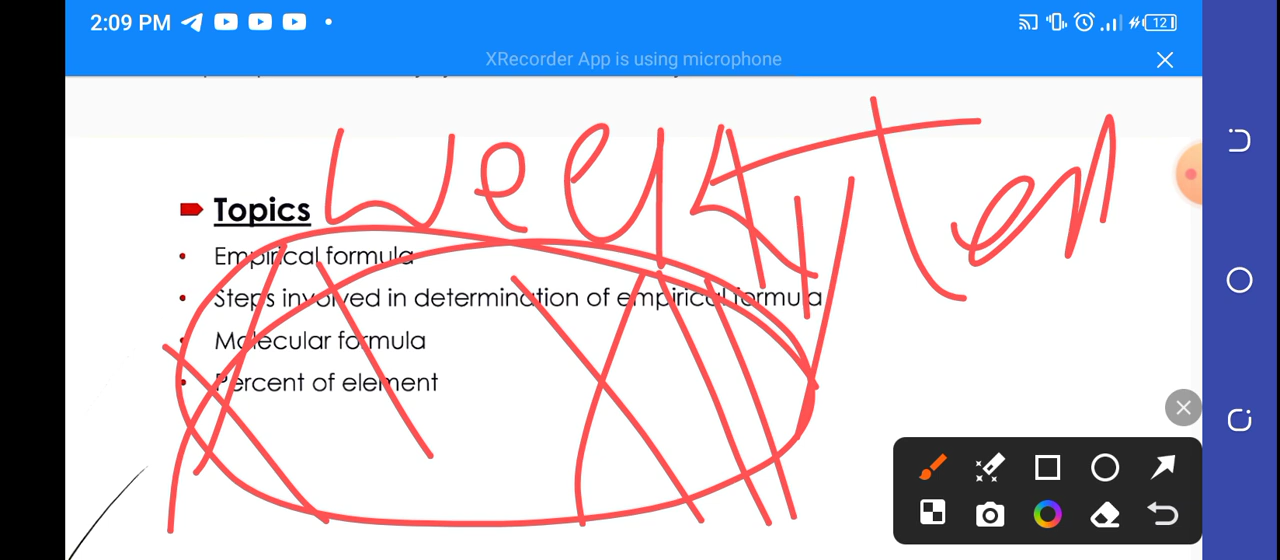 2:09 PM
12
XRecorder App is using microphone
Topics
Empirical formula
Steps involved in determination of empirical formula
Molecular formula
Percent of element